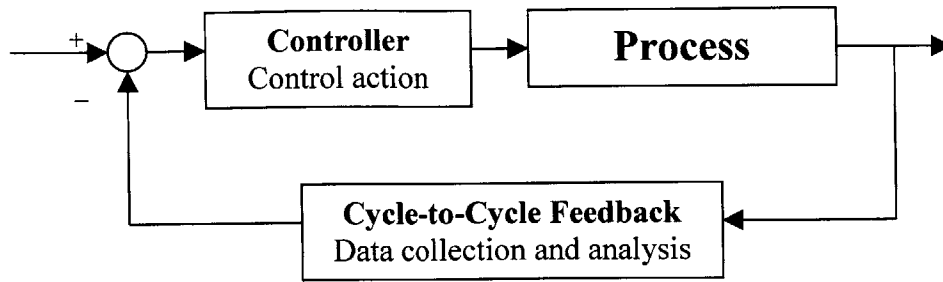 +
Controller
Control action
Process
−
Cycle-to-Cycle Feedback
Data collection and analysis